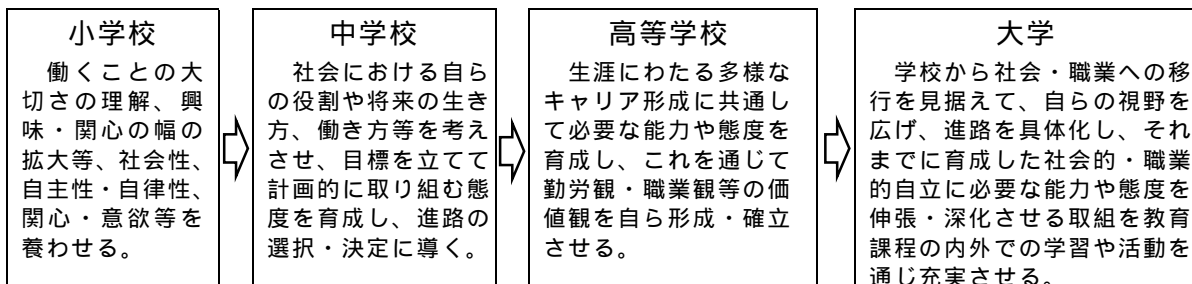 小学校
働くことの大
切さの理解、興
味・関心の幅の
拡大等、社会性、
自主性・自律性、
関心・意欲等を
養わせる。
中学校
社会における自ら
の役割や将来の生き
方、働き方等を考え
させ、目標を立てて
計画的に取り組む態
度を育成し、進路の
選択・決定に導く。
高等学校
生涯にわたる多様な
キャリア形成に共通し
て必要な能力や態度を
育成し、これを通じて
勤労観・職業観等の価
値観を自ら形成・確立
させる。
大学
学校から社会・職業への移
行を見据えて、自らの視野を
広げ、進路を具体化し、それ
までに育成した社会的・職業
的自立に必要な能力や態度を
伸張・深化させる取組を教育
課程の内外での学習や活動を
通じ充実させる。